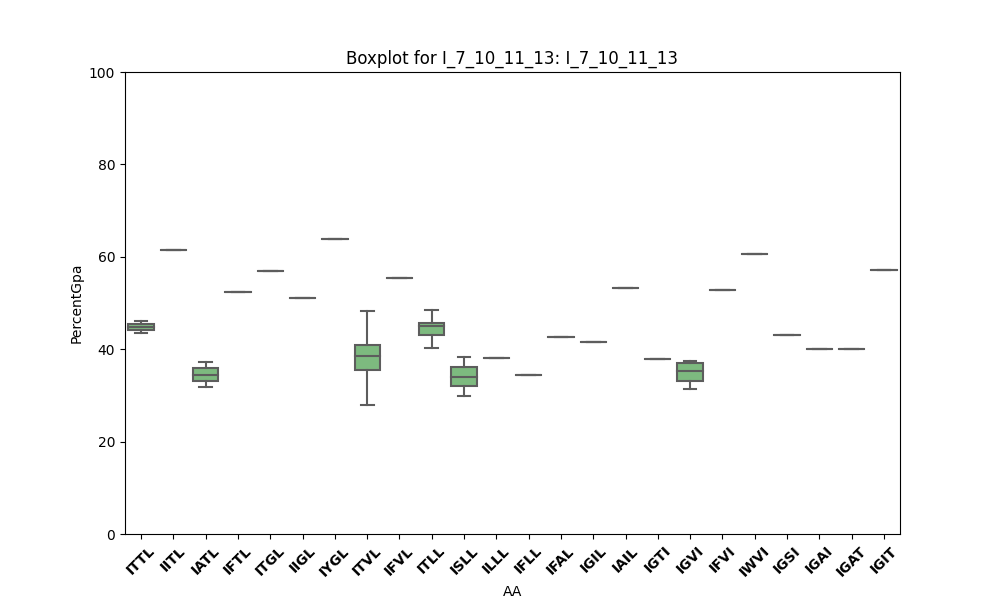 Boxplot for I_7_10_11_13: I_7_10_11_13
100
80
60
40
20
0
PercentGpa
ITTL IITL IATL IFTL ITGL IIGL IYGL ITVL IFVL ITLL ISLL ILLL IFLL IFAL IGIL IAIL IGTI IGVI IFVI IWVI IGSI IGAI IGAT IGIT
AA